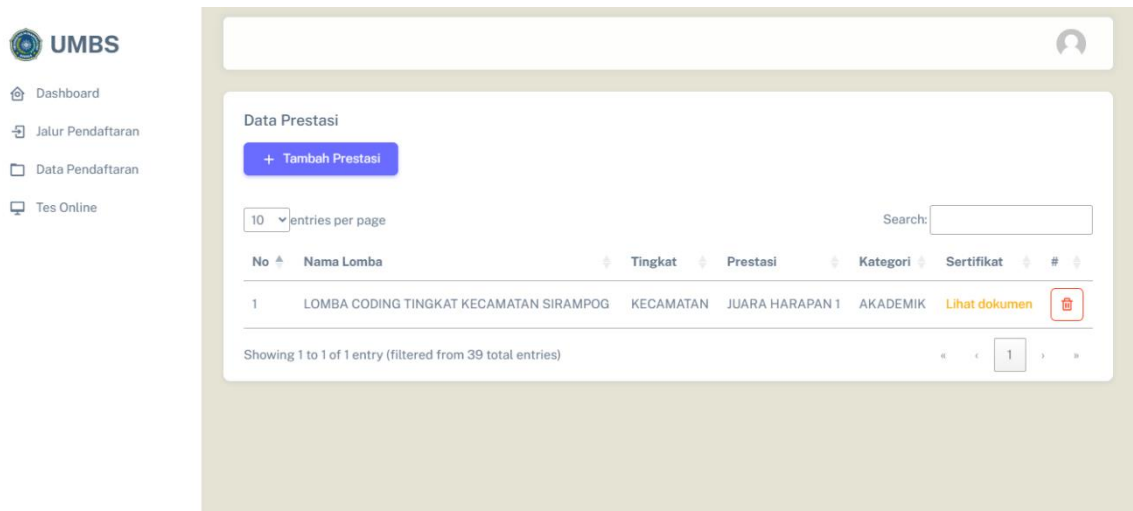 UMBS
Dashboard
Jalur Pendaftaran
Data Pendaftaran
Tes Online
Data Prestasi
+ Tambah Prestasi
10 entries per page
Search:
No Nama Lomba Tingkat Prestasi Kategori Sertifikat #
1 LOMBA CODING TINGKAT KECAMATAN SIRAMPOG KECAMATAN JUARA HARAPAN 1 AKADEMIK Lihat dokumen
Showing 1 to 1 of 1 entry (filtered from 39 total entries)
« ‹ 1 › »